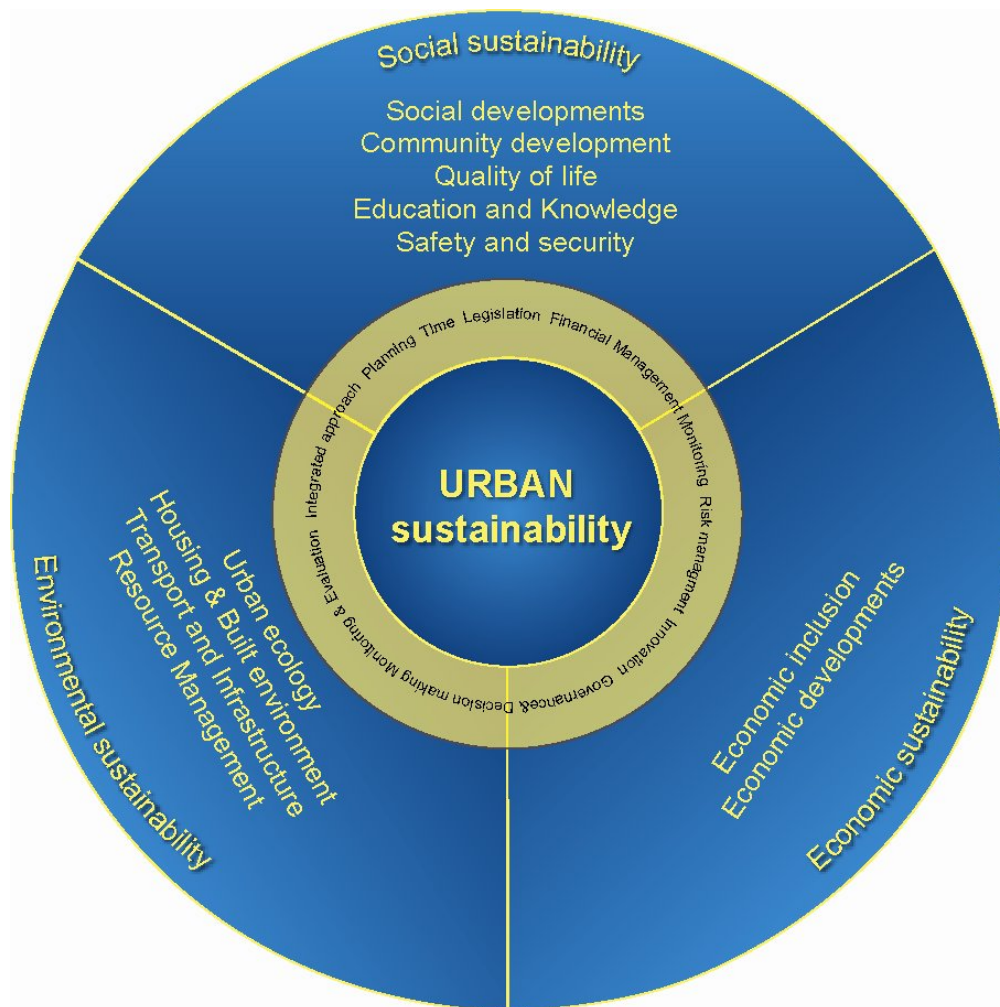 Social sustainability
Social developments
Community development
Quality of life
Education and Knowledge
Safety and security
Integrated approach Planning Time Legislation Financial Management Monitoring Risk managment Innovation Governance& Decision making Monitoring & Evaluation
URBAN
sustainability
Environmental sustainability
Urban ecology
Housing & Built environment
Transport and Infrastructure
Resource Management
Economic inclusion
Economic developments
Economic sustainability